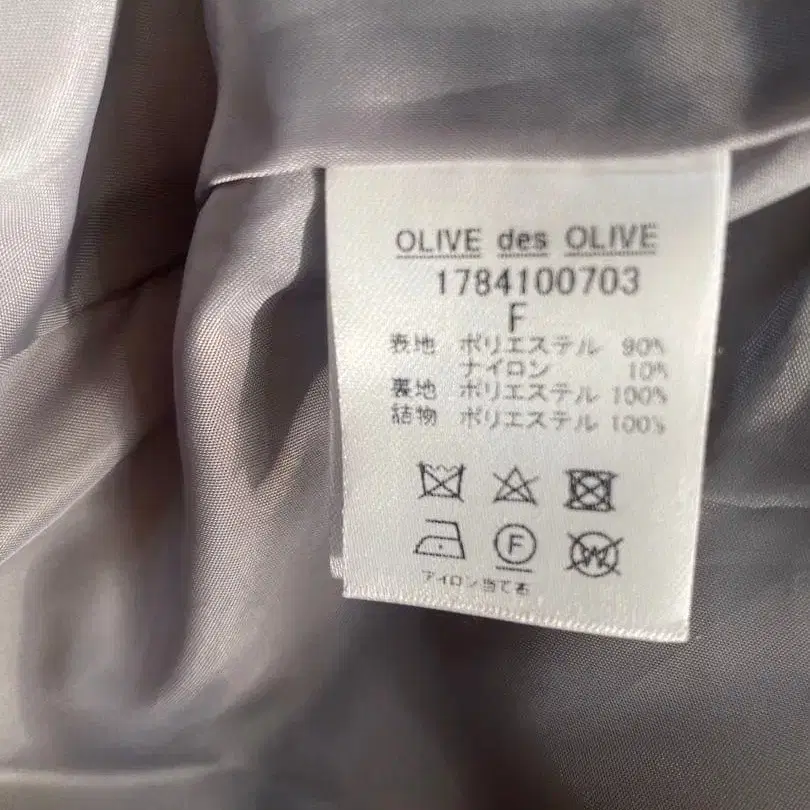 OLIVE des OLIVE
1784100703
F
表地 ポリエステル 90%
ナイロン 10%
裏地 ポリエステル 100%
詰物 ポリエステル 100%
F
W
アイロン当て布